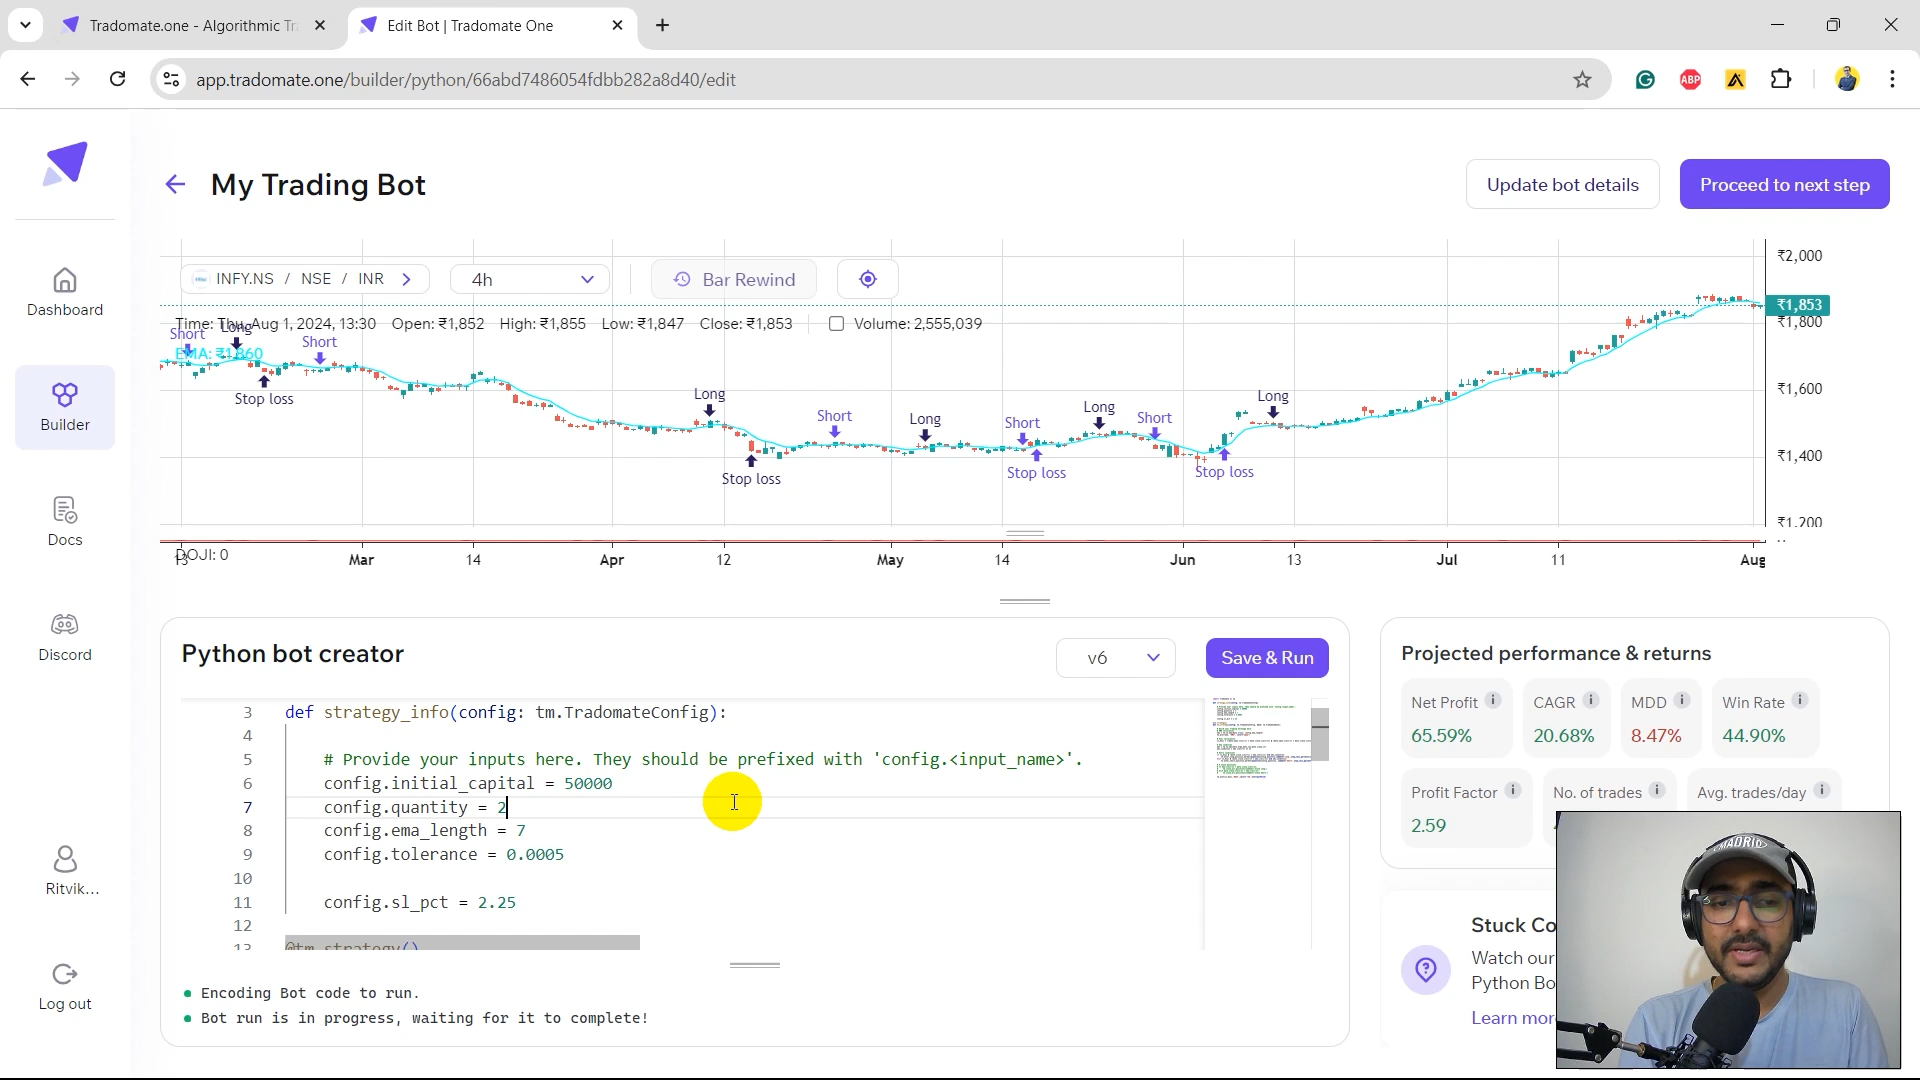 Tradomate.one - Algorithmic Tr
Edit Bot | Tradomate One
app.tradomate.one/builder/python/66abd7486054fdbb282a8d40/edit
ABP
My Trading Bot
Update bot details
Proceed to next step
Dashboard
Builder
Docs
Discord
Ritvik...
Log out
INFY.NS / NSE / INR
4h
Bar Rewind
Time: Thu, Aug 1, 2024, 13:30 Open: ₹1,852 High: ₹1,855 Low: ₹1,847 Close: ₹1,853 Volume: 2,555,039
EMA: ₹1,860
Short
Long
Stop loss
Short
Long
Stop loss
Short
Long
Short
Stop loss
Long
Short
Stop loss
Long
₹2,000
₹1,853
₹1,800
₹1,600
₹1,400
₹1,200
DOJI: 0
13
Mar
14
Apr
12
May
14
Jun
13
Jul
11
Aug
Python bot creator
v6
Save & Run
3 def strategy_info(config: tm.TradomateConfig):
4
5 # Provide your inputs here. They should be prefixed with 'config.<input_name>'.
6 config.initial_capital = 50000
7 config.quantity = 2
8 config.ema_length = 7
9 config.tolerance = 0.0005
10
11 config.sl_pct = 2.25
12
13 @tm.strategy()
Encoding Bot code to run.
Bot run is in progress, waiting for it to complete!
Projected performance & returns
Net Profit
65.59%
CAGR
20.68%
MDD
8.47%
Win Rate
44.90%
Profit Factor
2.59
No. of trades
Avg. trades/day
Stuck Co
Watch our
Python Bo
Learn mor
MADRID